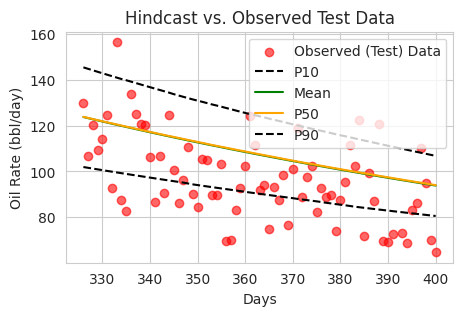 Hindcast vs. Observed Test Data
160
140
120
100
80
Oil Rate (bbl/day)
Observed (Test) Data
P10
Mean
P50
P90
330 340 350 360 370 380 390 400
Days